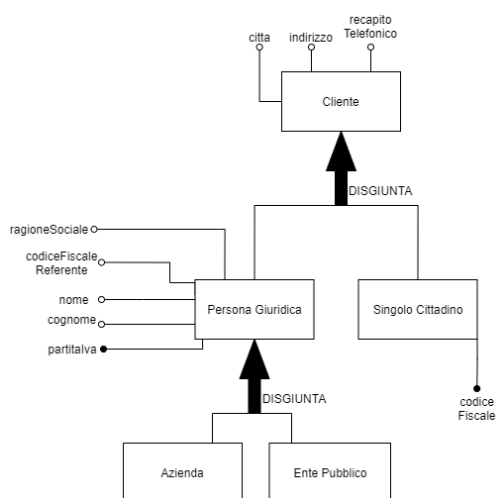 recapito
Telefonico
citta
indirizzo
Cliente
DISGIUNTA
ragioneSociale
codiceFiscale
Referente
nome
cognome
partitaIva
Persona Giuridica
Singolo Cittadino
DISGIUNTA
codice
Fiscale
Azienda
Ente Pubblico